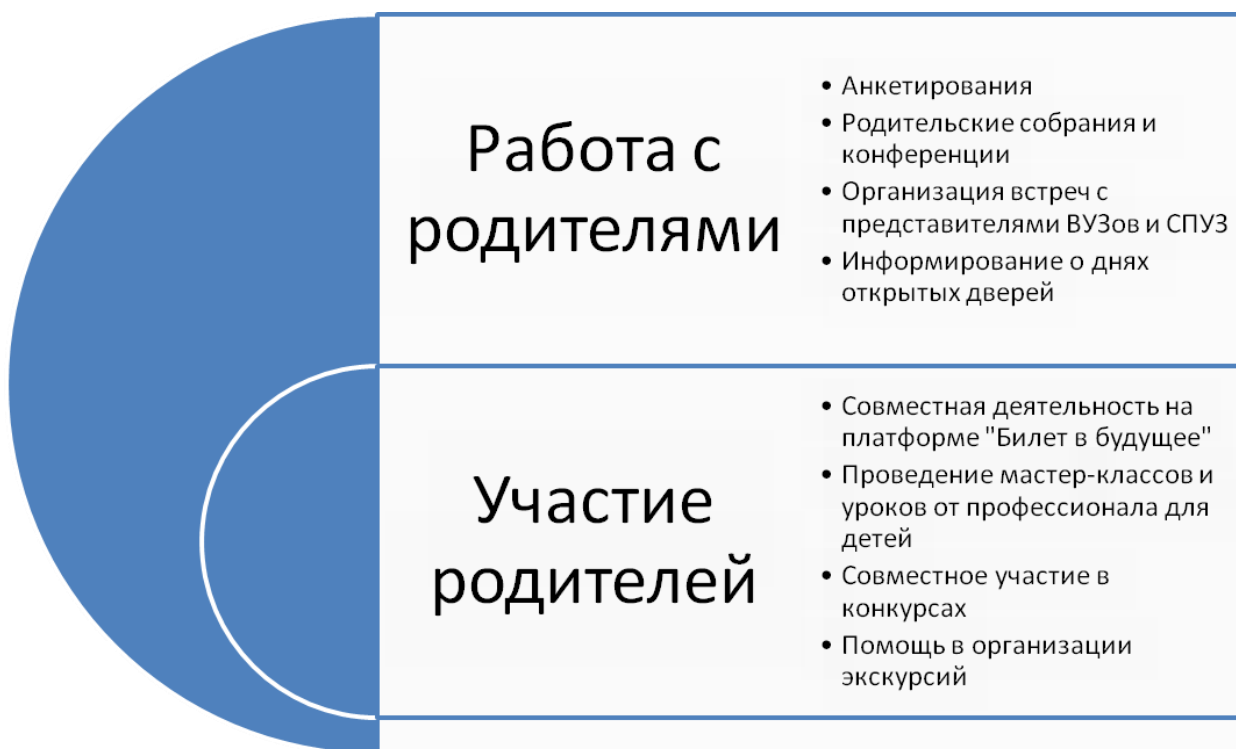 Работа с
родителями
• Анкетирования
• Родительские собрания и
конференции
• Организация встреч с
представителями ВУЗов и СПУЗ
• Информирование о днях
открытых дверей
Участие
родителей
• Совместная деятельность на
платформе "Билет в будущее"
• Проведение мастер-классов и
уроков от профессионала для
детей
• Совместное участие в
конкурсах
• Помощь в организации
экскурсий